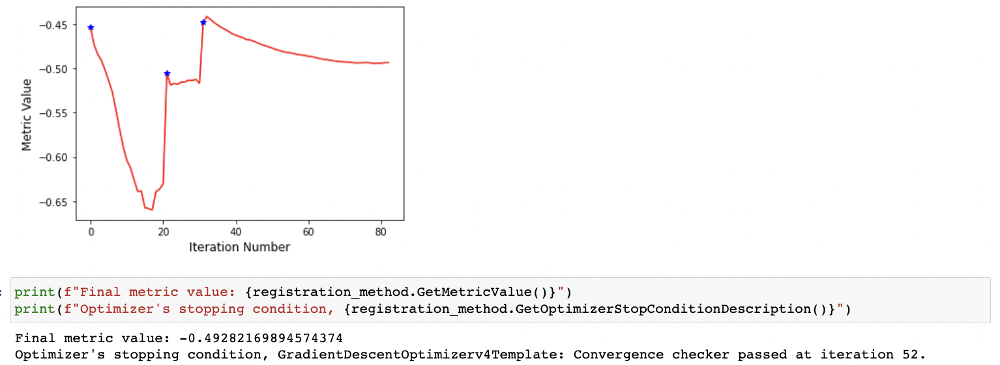 −0.45
−0.50
−0.55
−0.60
−0.65
Metric Value
0 20 40 60 80
Iteration Number
: print(f"Final metric value: {registration_method.GetMetricValue()}")
print(f"Optimizer's stopping condition, {registration_method.GetOptimizerStopConditionDescription()}")
Final metric value: -0.49282169894574374
Optimizer's stopping condition, GradientDescentOptimizerv4Template: Convergence checker passed at iteration 52.